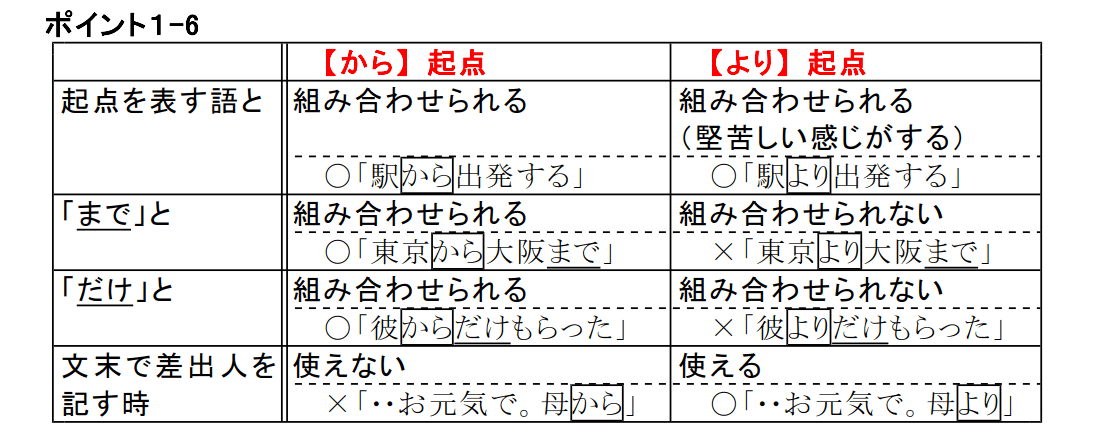 ポイント1-6
【から】起点 【より】起点
起点を表す語と 組み合わせられる 組み合わせられる
(堅苦しい感じがする)
○「駅から出発する」 ○「駅より出発する」
「まで」と 組み合わせられる 組み合わせられない
○「東京から大阪まで」 ×「東京より大阪まで」
「だけ」と 組み合わせられる 組み合わせられない
○「彼からだけもらった」 ×「彼よりだけもらった」
文末で差出人を 使えない 使える
記す時 ×「・・お元気で。母から」 ○「・・お元気で。母より」